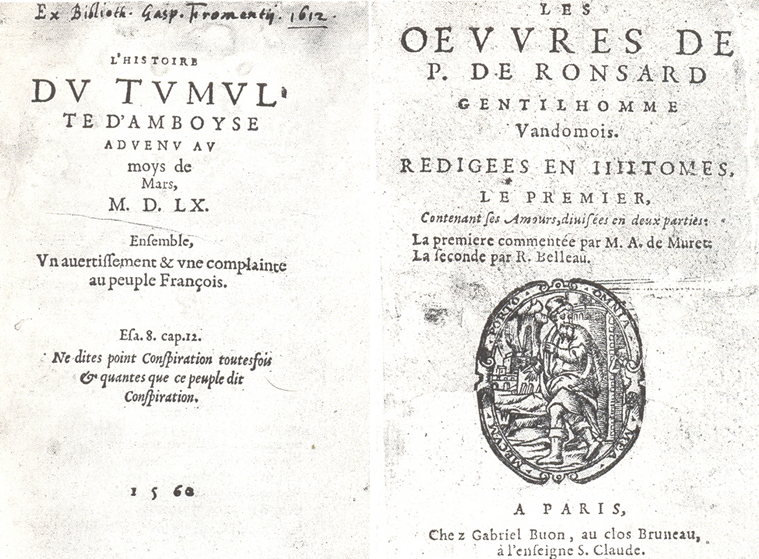 Ex Biblioth. Gasp. Fromentij. 1612.
L'HISTOIRE
DV TVMVL-
TE D'AMBOYSE
ADVENV AV
moys de
Mars,
M. D. LX.
Enſemble,
Vn auertiſſement & vne complainte
au peuple François.
Eſa. 8. cap. 12.
Ne dites point Conſpiration toutesfois
& quantes que ce peuple dit
Conſpiration.
1560
LES
OEVVRES DE
P. DE RONSARD
GENTILHOMME
Vandomois.
REDIGEES EN IIII TOMES.
LE PREMIER,
Contenant ſes Amours, diuiſées en deux parties:
La premiere commentée par M. A. de Muret:
La ſeconde par R. Belleau.
OMNIA MEA MECVM PORTO
A PARIS,
Chez Gabriel Buon, au clos Bruneau,
à l'enſeigne S. Claude.